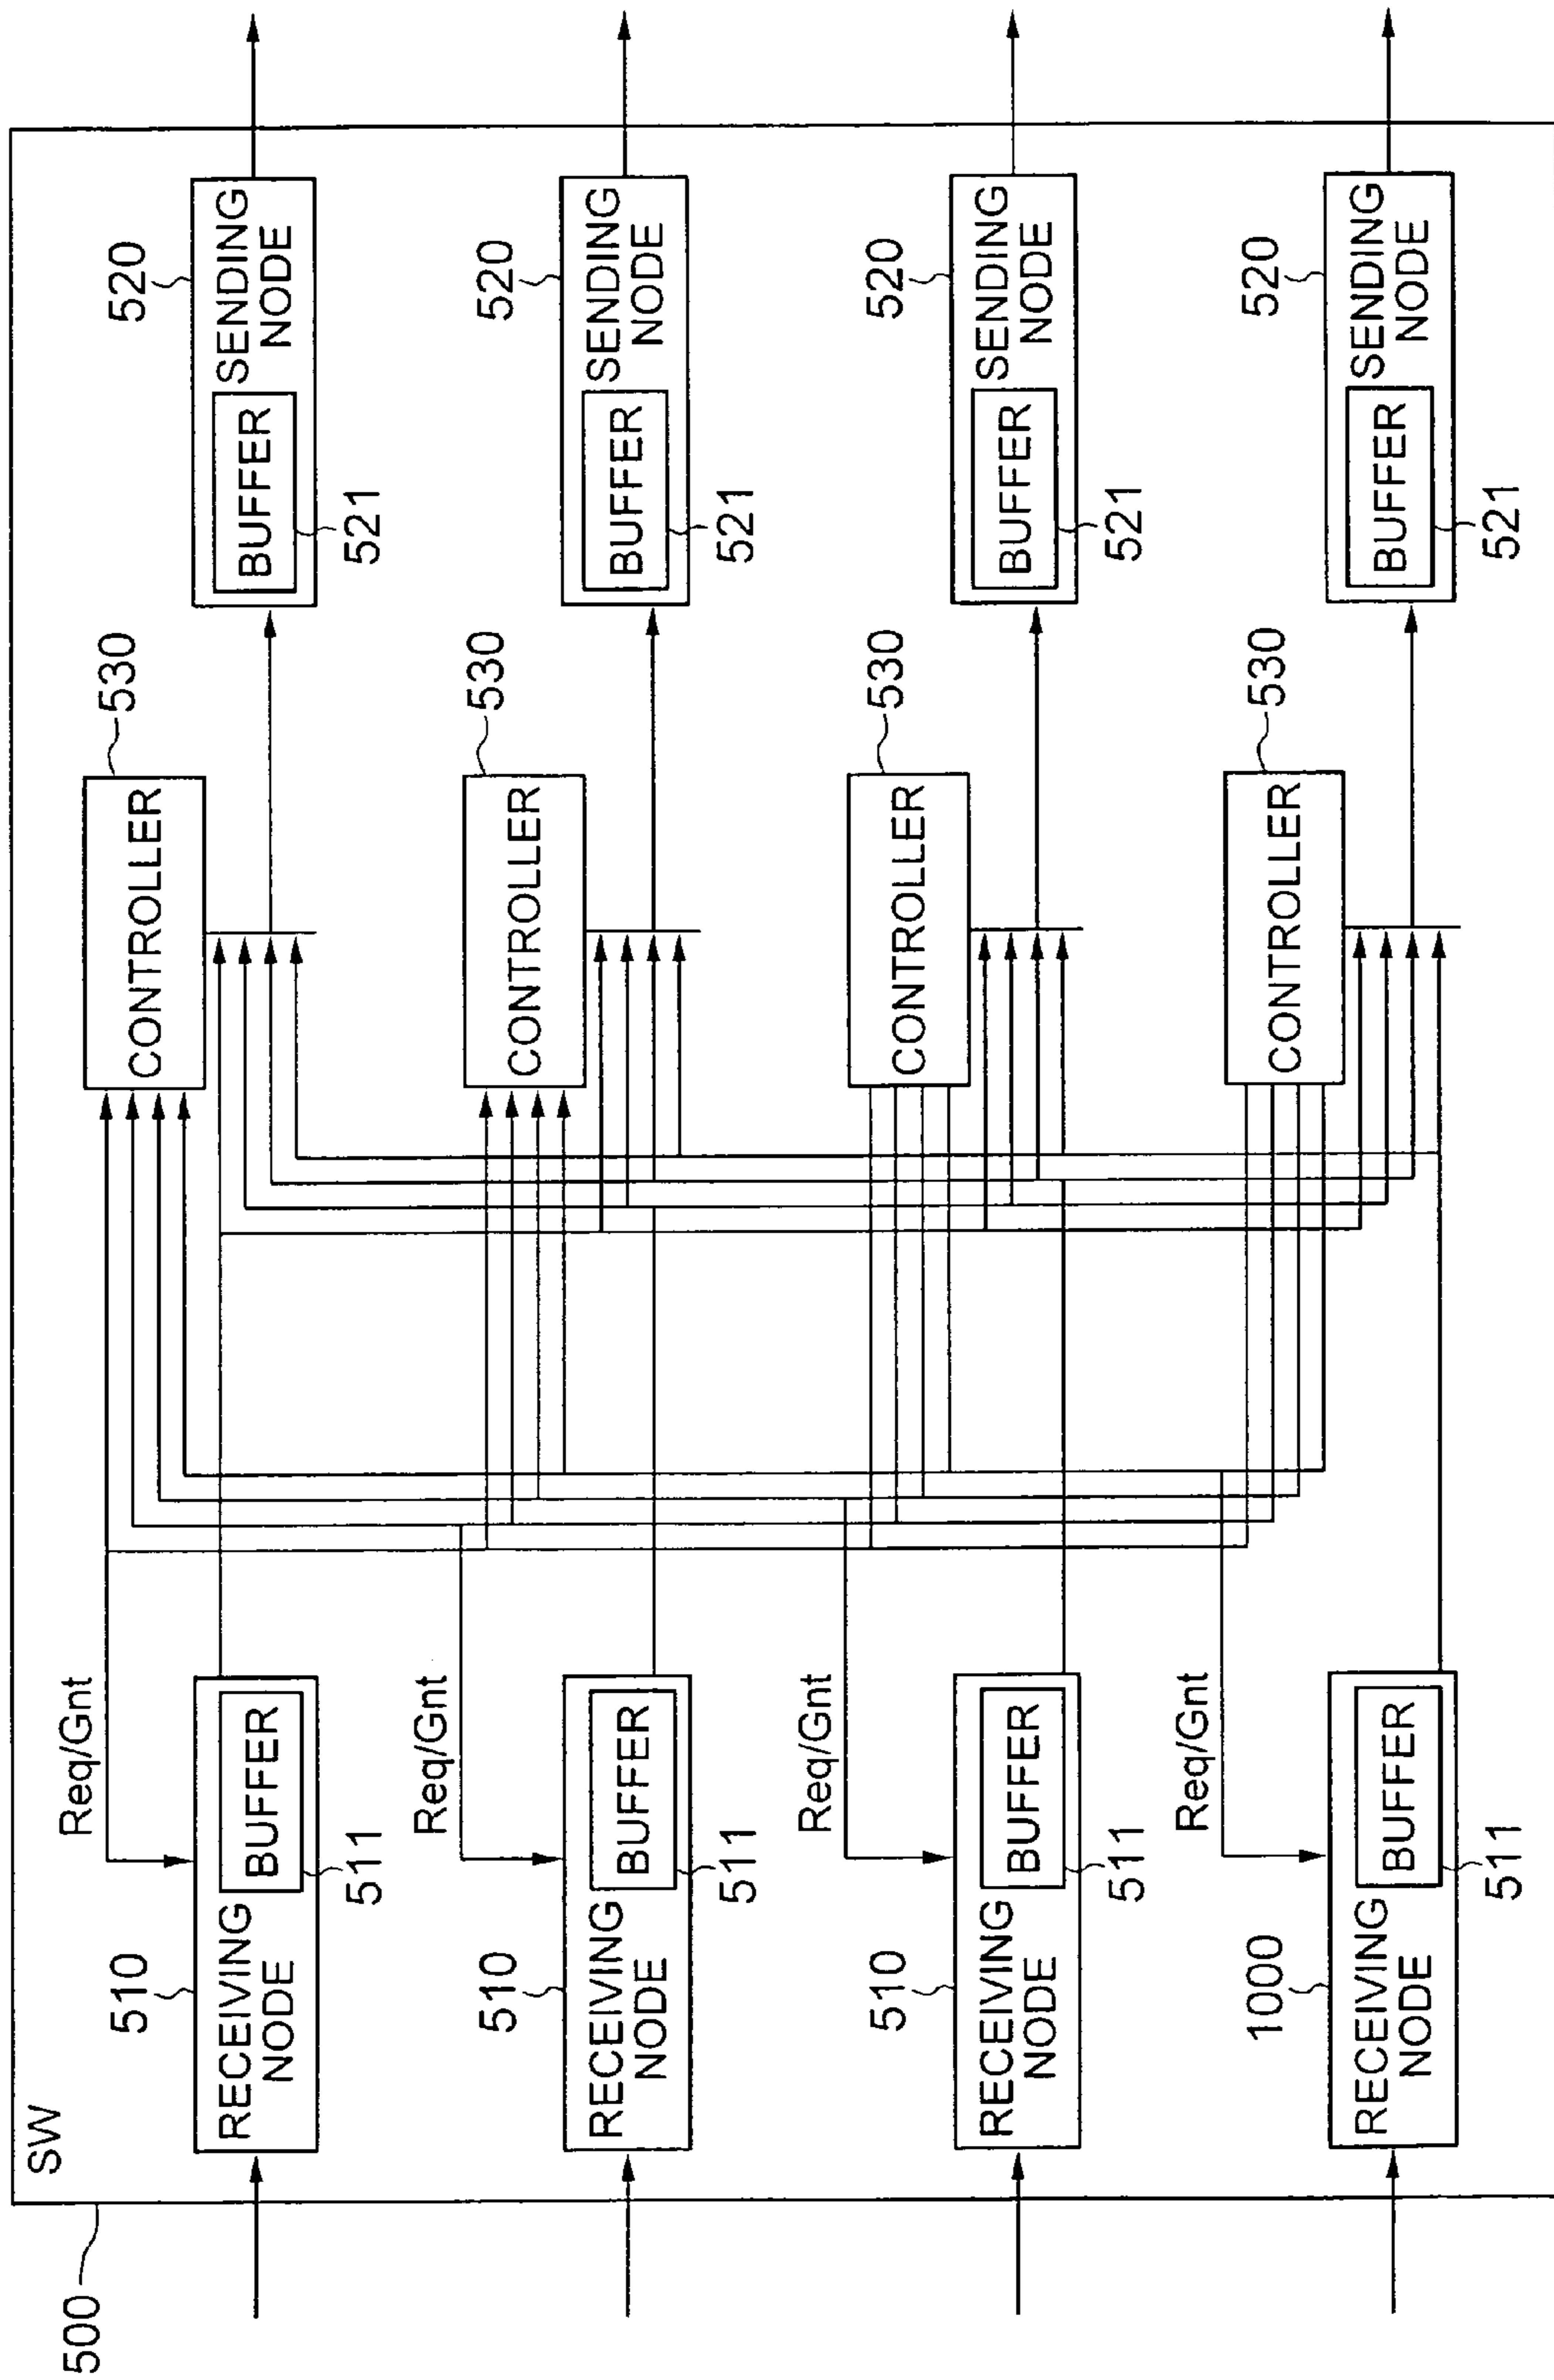 500
SW
510
RECEIVING
NODE
BUFFER
511
Req/Gnt
CONTROLLER
530
520
BUFFER
SENDING
NODE
521
510
RECEIVING
NODE
BUFFER
511
Req/Gnt
CONTROLLER
530
520
BUFFER
SENDING
NODE
521
510
RECEIVING
NODE
BUFFER
511
Req/Gnt
CONTROLLER
530
520
BUFFER
SENDING
NODE
521
1000
RECEIVING
NODE
BUFFER
511
Req/Gnt
CONTROLLER
530
520
BUFFER
SENDING
NODE
521